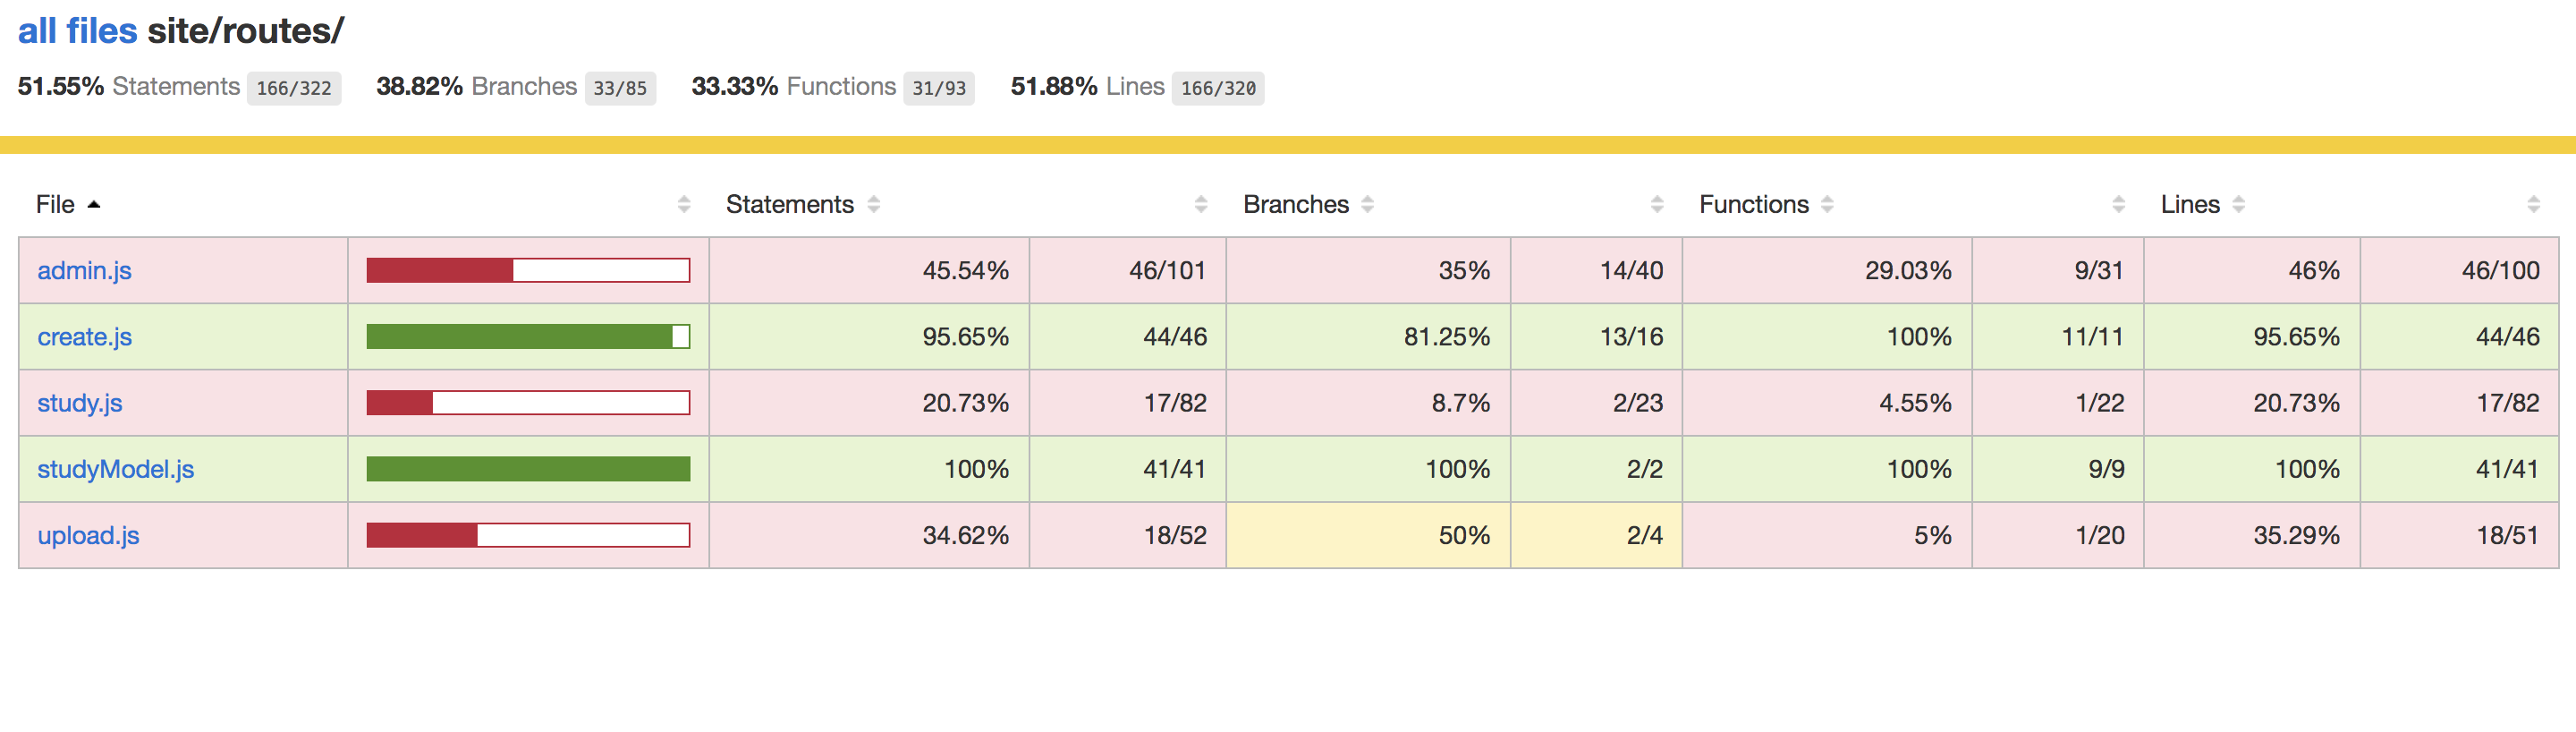 all files site/routes/
51.55% Statements 166/322 38.82% Branches 33/85 33.33% Functions 31/93 51.88% Lines 166/320
File Statements Branches Functions Lines
admin.js 45.54% 46/101 35% 14/40 29.03% 9/31 46% 46/100
create.js 95.65% 44/46 81.25% 13/16 100% 11/11 95.65% 44/46
study.js 20.73% 17/82 8.7% 2/23 4.55% 1/22 20.73% 17/82
studyModel.js 100% 41/41 100% 2/2 100% 9/9 100% 41/41
upload.js 34.62% 18/52 50% 2/4 5% 1/20 35.29% 18/51